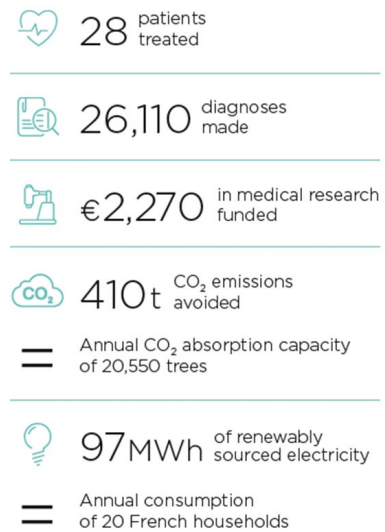 28 patients
treated
26,110 diagnoses
made
€2,270 in medical research
funded
CO₂
410t CO₂ emissions
avoided
= Annual CO₂ absorption capacity
of 20,550 trees
97MWh of renewably
sourced electricity
= Annual consumption
of 20 French households